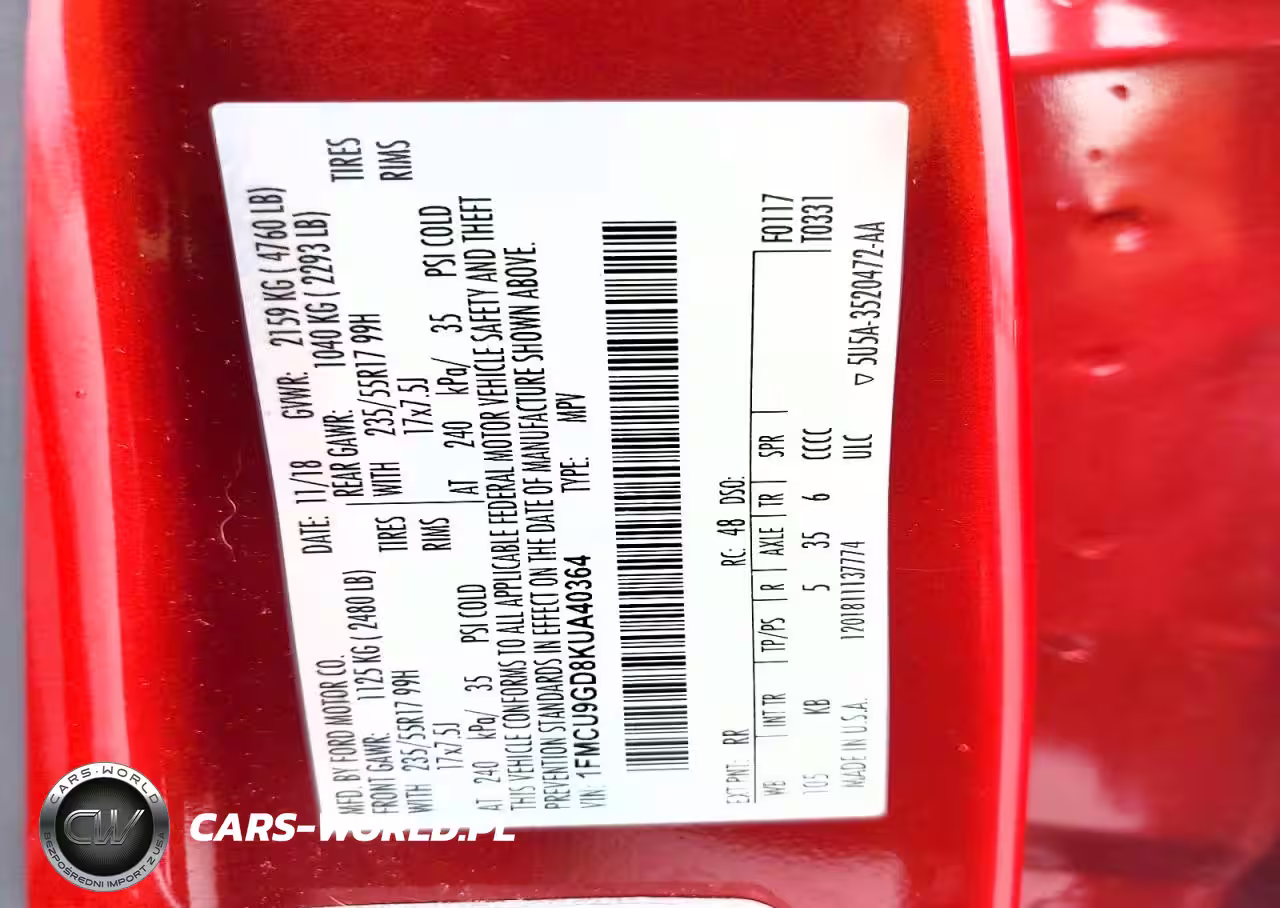 MFD. BY FORD MOTOR CO.
DATE: 11/18 GVWR: 2159 KG ( 4760 LB)
FRONT GAWR: 1125 KG ( 2480 LB) REAR GAWR: 1040 KG ( 2293 LB)
WITH 235/55R17 99H TIRES WITH 235/55R17 99H TIRES
17x7.5J RIMS 17x7.5J RIMS
AT 240 kPa/ 35 PSI COLD AT 240 kPa/ 35 PSI COLD
THIS VEHICLE CONFORMS TO ALL APPLICABLE FEDERAL MOTOR VEHICLE SAFETY AND THEFT
PREVENTION STANDARDS IN EFFECT ON THE DATE OF MANUFACTURE SHOWN ABOVE.
VIN: 1FMCU9GD8KUA40364 TYPE: MPV
EXT PNT: RR RC: 48 DSO: F0117
WB INT TR TP/PS R AXLE TR SPR T0331
105 KB 5 35 6 CCCC
MADE IN U.S.A. 120181113774 ULC ▽ 5U5A-3520472-AA
CARS-WORLD
CW
BEZPOŚREDNI IMPORT Z USA
CARS-WORLD.PL